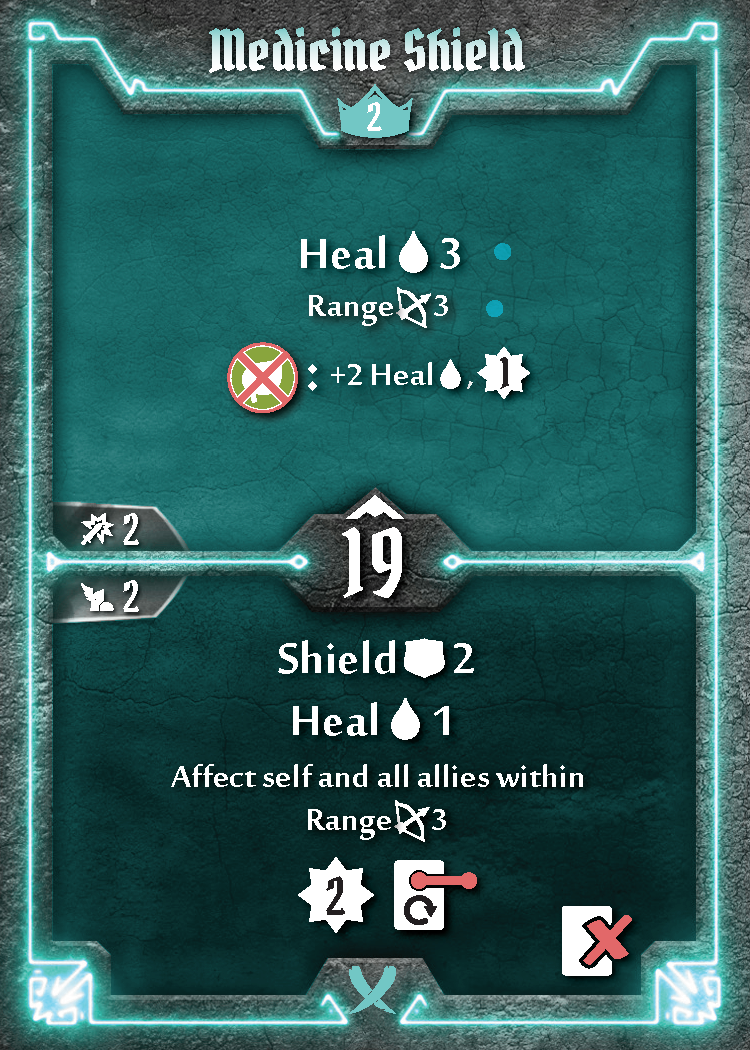 Medicine Shield
2
Heal 3
Range 3
: +2 Heal , 1
2
19
2
Shield 2
Heal 1
Affect self and all allies within
Range 3
2